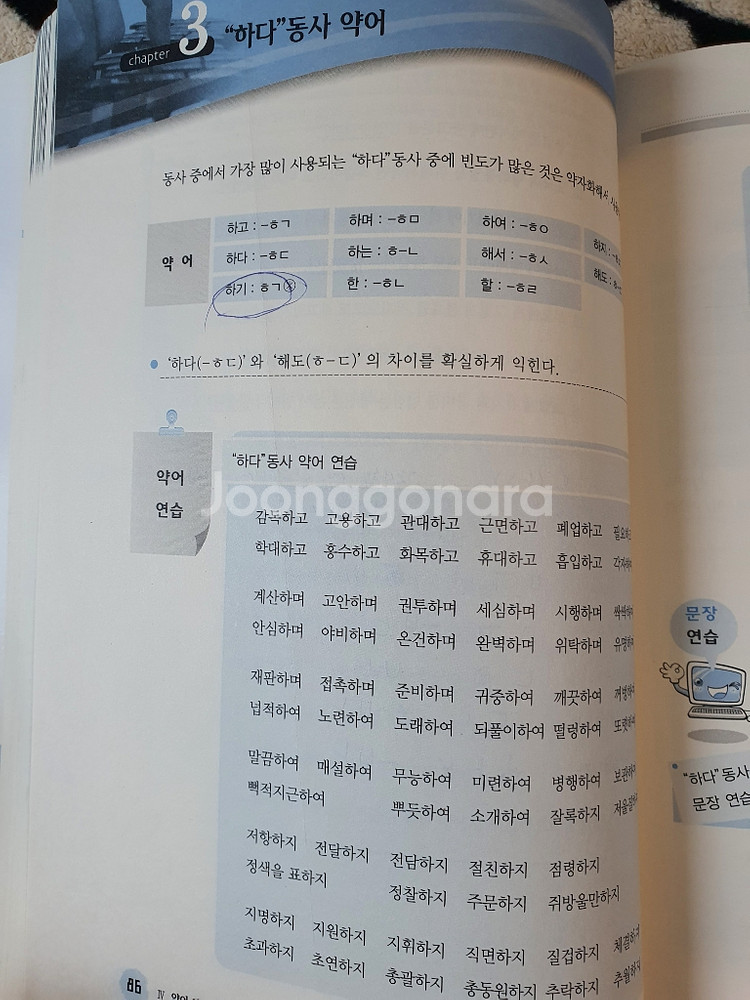 chapter 3 "하다"동사 약어
동사 중에서 가장 많이 사용되는 "하다"동사 중에 빈도가 많은 것은 약자화해서
약 어
하고 : -ㅎㄱ 하며 : -ㅎㅁ 하여 : -ㅎㅇ 하지 :
하다 : -ㅎㄷ 하는 : ㅎ-ㄴ 해서 : -ㅎㅅ 해도 :
하기 : ㅎㄱ 한 : -ㅎㄴ 할 : -ㅎㄹ
• '하다(-ㅎㄷ)'와 '해도(ㅎ-ㄷ)'의 차이를 확실하게 익힌다.
약어
연습
"하다"동사 약어 연습
Joonagonara
감독하고 고용하고 관대하고 근면하고 폐업하고
학대하고 홍수하고 화목하고 휴대하고 흡입하고
계산하며 고안하며 권투하며 세심하며 시행하며
안심하며 야비하며 온건하며 완벽하며 위탁하며
재판하며 접촉하며 준비하며 귀중하여 깨끗하여
넙적하여 노련하여 도래하여 되풀이하여 떨렁하여
말끔하여 매설하여 무능하여 미련하여 병행하여
뻑적지근하여 뿌듯하여 소개하여 잘록하지
저항하지 전달하지 전담하지 절친하지 점령하지
정색을 표하지 정찰하지 주문하지 쥐방울만하지
지명하지 지원하지 지휘하지 직면하지 질겁하지
초과하지 초연하지 총괄하지 총동원하지 추락하지
86 Ⅳ
문장
연습
• "하다"동사
문장 연습